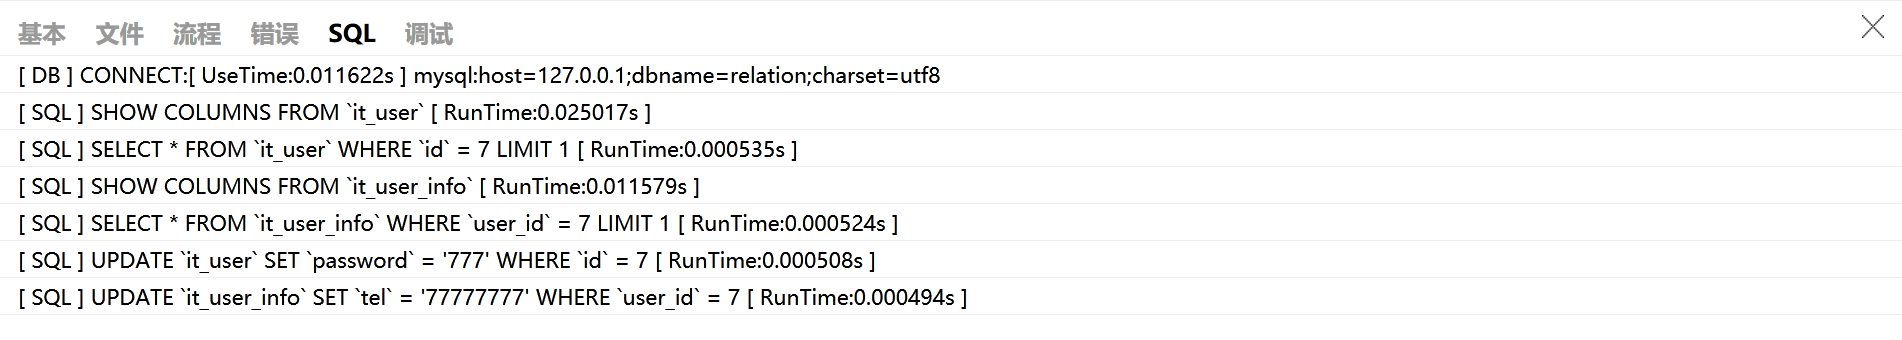 基本 文件 流程 错误 SQL 调试
[ DB ] CONNECT:[ UseTime:0.011622s ] mysql:host=127.0.0.1;dbname=relation;charset=utf8
[ SQL ] SHOW COLUMNS FROM `it_user` [ RunTime:0.025017s ]
[ SQL ] SELECT * FROM `it_user` WHERE `id` = 7 LIMIT 1 [ RunTime:0.000535s ]
[ SQL ] SHOW COLUMNS FROM `it_user_info` [ RunTime:0.011579s ]
[ SQL ] SELECT * FROM `it_user_info` WHERE `user_id` = 7 LIMIT 1 [ RunTime:0.000524s ]
[ SQL ] UPDATE `it_user` SET `password` = '777' WHERE `id` = 7 [ RunTime:0.000508s ]
[ SQL ] UPDATE `it_user_info` SET `tel` = '77777777' WHERE `user_id` = 7 [ RunTime:0.000494s ]